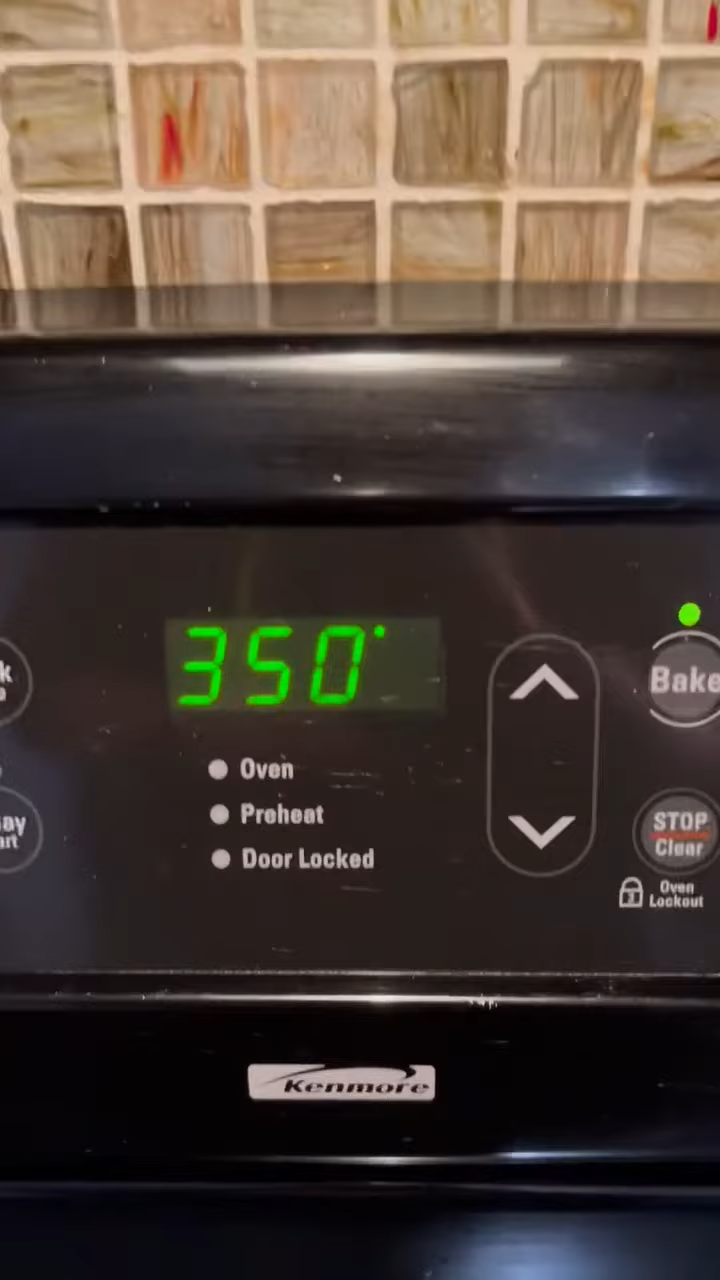 350°
Bake
Oven
Preheat
Door Locked
STOP
Clear
Oven
Lockout
Kenmore